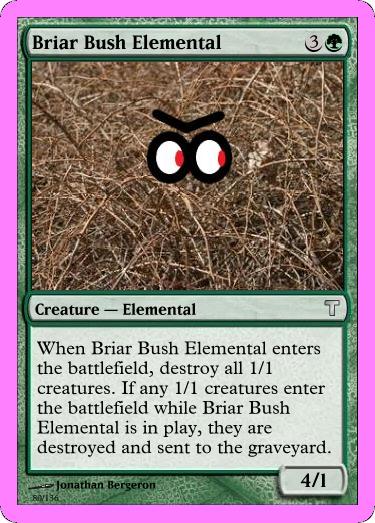 Briar Bush Elemental 3
Creature — Elemental T
When Briar Bush Elemental enters
the battlefield, destroy all 1/1
creatures. If any 1/1 creatures enter
the battlefield while Briar Bush
Elemental is in play, they are
destroyed and sent to the graveyard.
4/1
Jonathan Bergeron
80/136